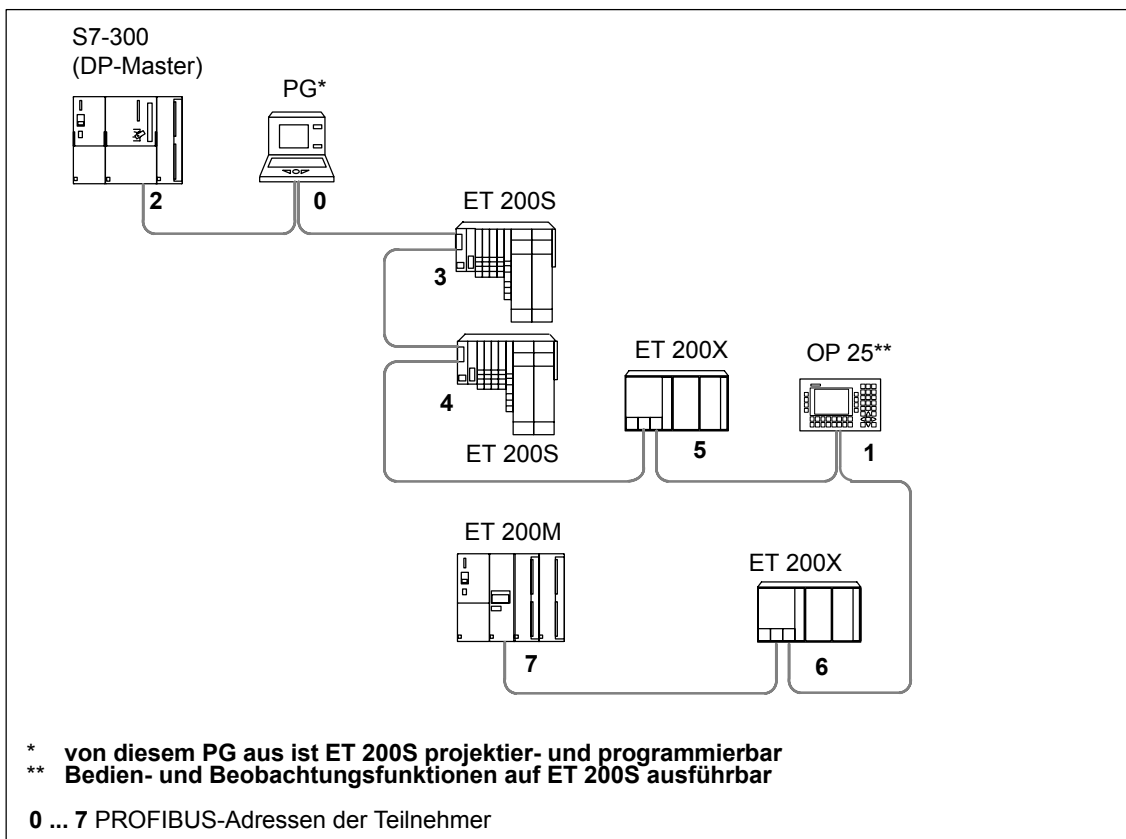 S7-300
(DP-Master)
PG*
2
0
ET 200S
3
4
ET 200S
ET 200X
5
OP 25**
1
ET 200M
7
ET 200X
6
* von diesem PG aus ist ET 200S projektier- und programmierbar
** Bedien- und Beobachtungsfunktionen auf ET 200S ausführbar
0 ... 7 PROFIBUS-Adressen der Teilnehmer